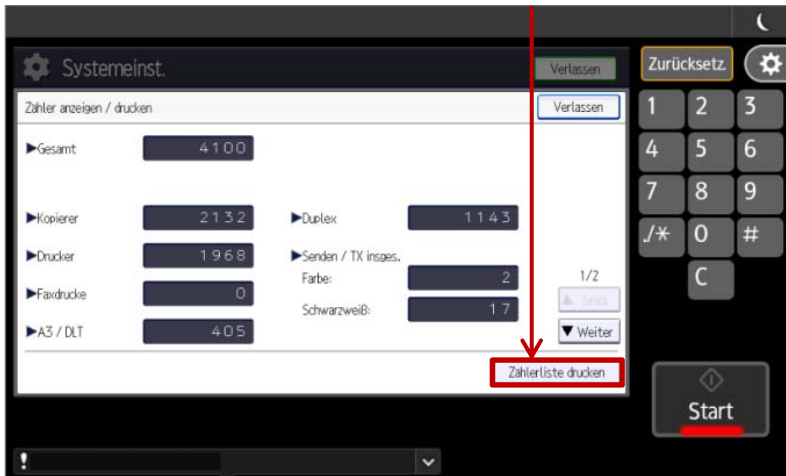 Systemeinst.
Verlassen
Zurücksetz.
Zähler anzeigen / drucken
Verlassen
►Gesamt 4100
►Kopierer 2132 ►Duplex 1143
►Drucker 1968 ►Senden / TX insges.
Farbe: 2 1/2
►Faxdrucke 0 ▲ Zurück
Schwarzweiß: 17
►A3 / DLT 405 ▼ Weiter
Zählerliste drucken
1 2 3
4 5 6
7 8 9
./* 0 #
C
Start
!